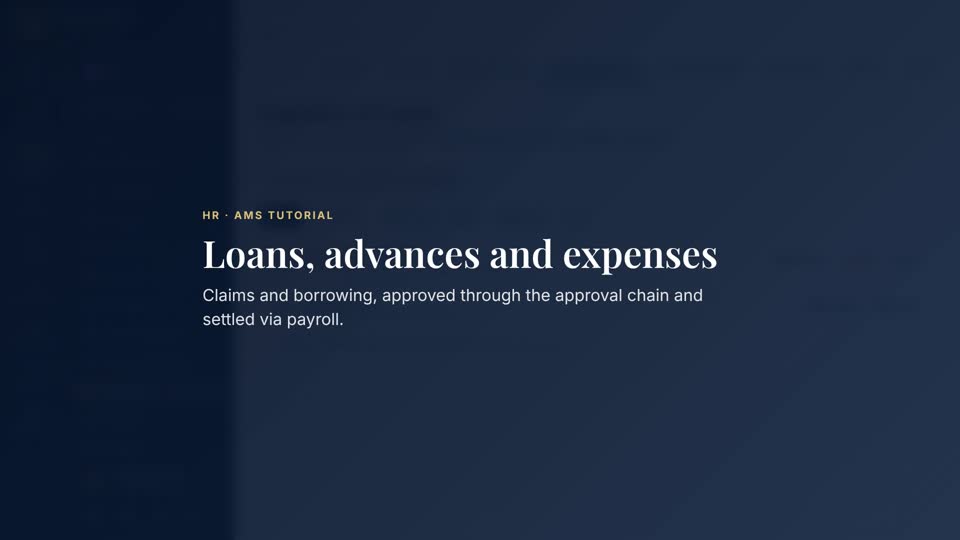 HR · AMS TUTORIAL
Loans, advances and expenses
Claims and borrowing, approved through the approval chain and
settled via payroll.